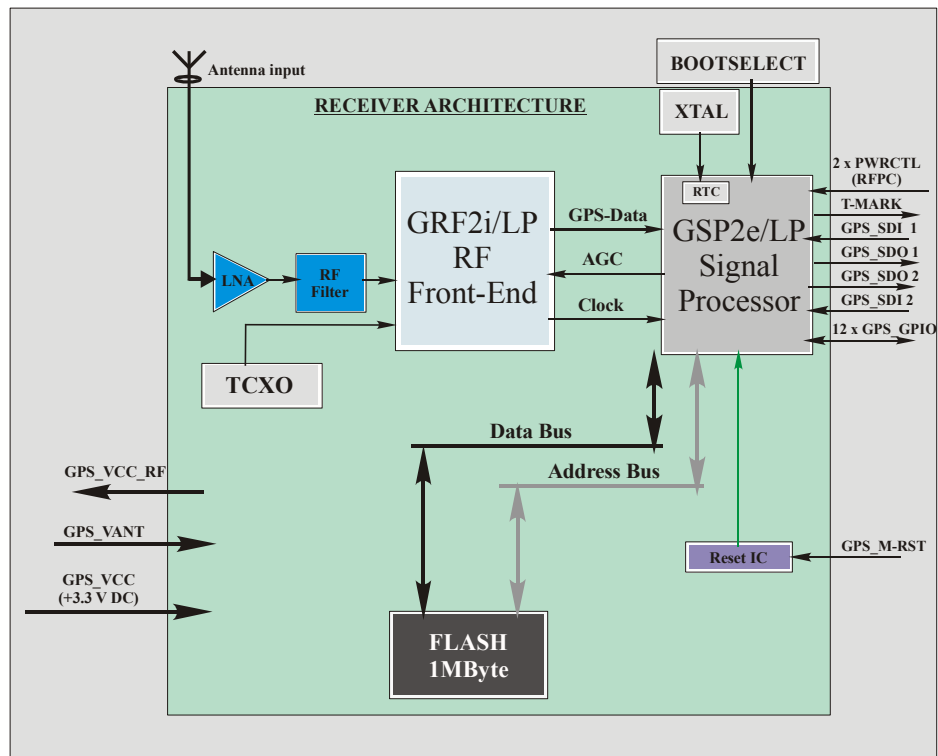 Antenna input
BOOTSELECT
RECEIVER ARCHITECTURE
XTAL
RTC
2 x PWRCTL
(RFPC)
T-MARK
GPS_SDI 1
GPS_SDO 1
GPS_SDO 2
GPS_SDI 2
12 x GPS_GPIO
GRF2i/LP
RF
Front-End
GPS-Data
AGC
Clock
GSP2e/LP
Signal
Processor
LNA
RF
Filter
TCXO
Data Bus
Address Bus
GPS_VCC_RF
GPS_VANT
GPS_VCC
(+3.3 V DC)
Reset IC
GPS_M-RST
FLASH
1MByte